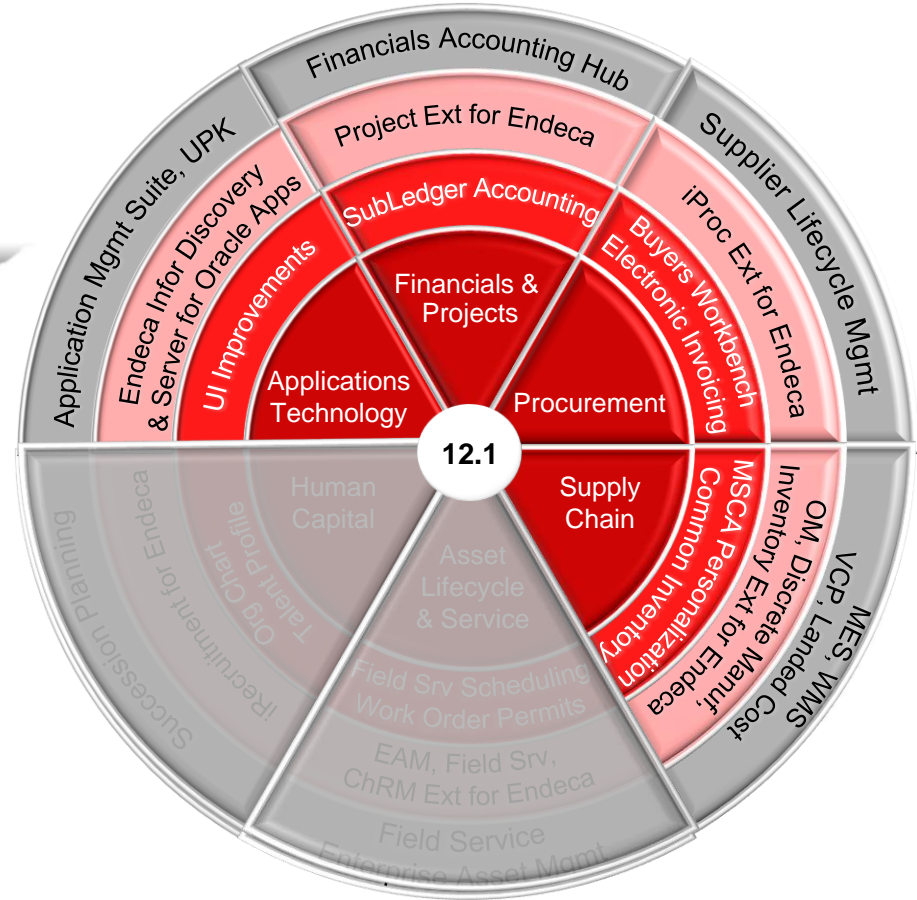 Financials Accounting Hub
Project Ext for Endeca
SubLedger Accounting
Financials &
Projects
Supplier Lifecycle Mgmt
iProc Ext for Endeca
Buyers Workbench
Electronic Invoicing
Procurement
Supply
Chain
MSCA Personalization
Common Inventory
OM, Discrete Manuf,
Inventory Ext for Endeca
MES, WMS
VCP, Landed Cost
Asset
Lifecycle
& Service
Field Srv Scheduling
Work Order Permits
EAM, Field Srv,
ChRM Ext for Endeca
Field Service
Enterprise Asset Mgmt
Human
Capital
Org Chart
Talent Profile
iRecruitment for Endeca
Succession Planning
Applications
Technology
UI Improvements
Endeca Infor Discovery
& Server for Oracle Apps
Application Mgmt Suite, UPK
12.1